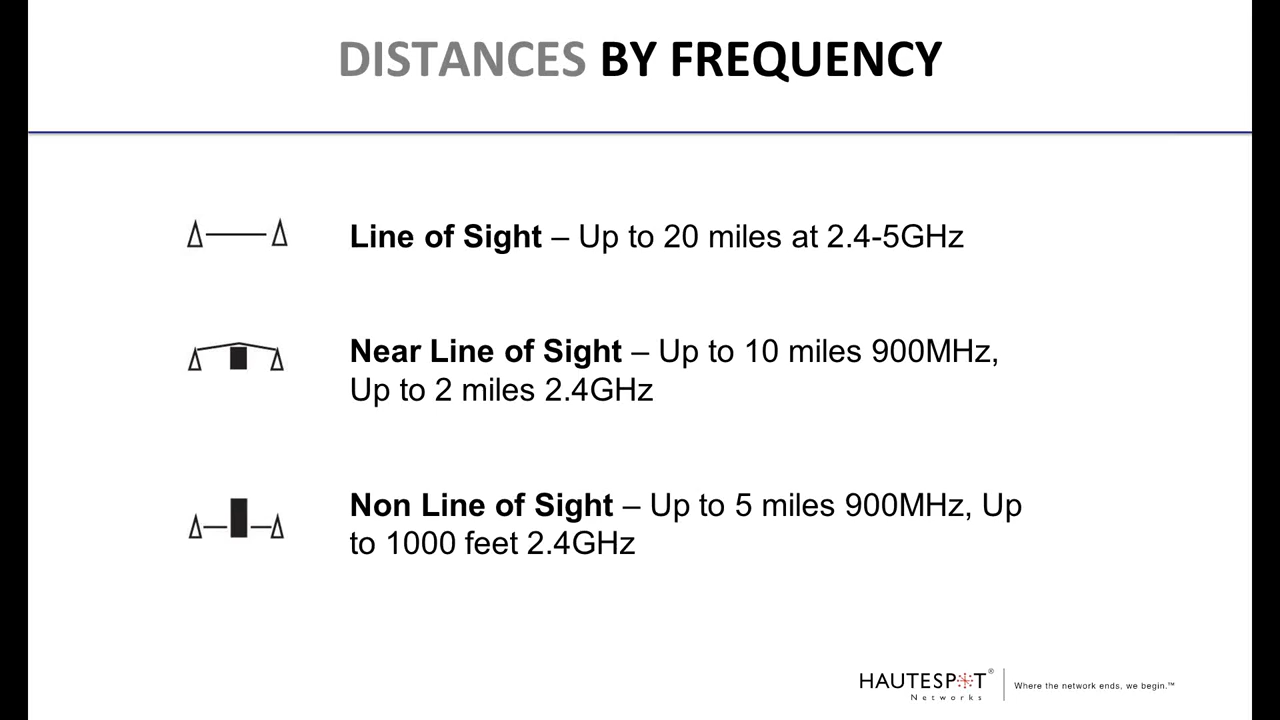 DISTANCES BY FREQUENCY
Line of Sight – Up to 20 miles at 2.4-5GHz
Near Line of Sight – Up to 10 miles 900MHz,
Up to 2 miles 2.4GHz
Non Line of Sight – Up to 5 miles 900MHz, Up
to 1000 feet 2.4GHz
HAUTESPOT®
Networks
Where the network ends, we begin.™